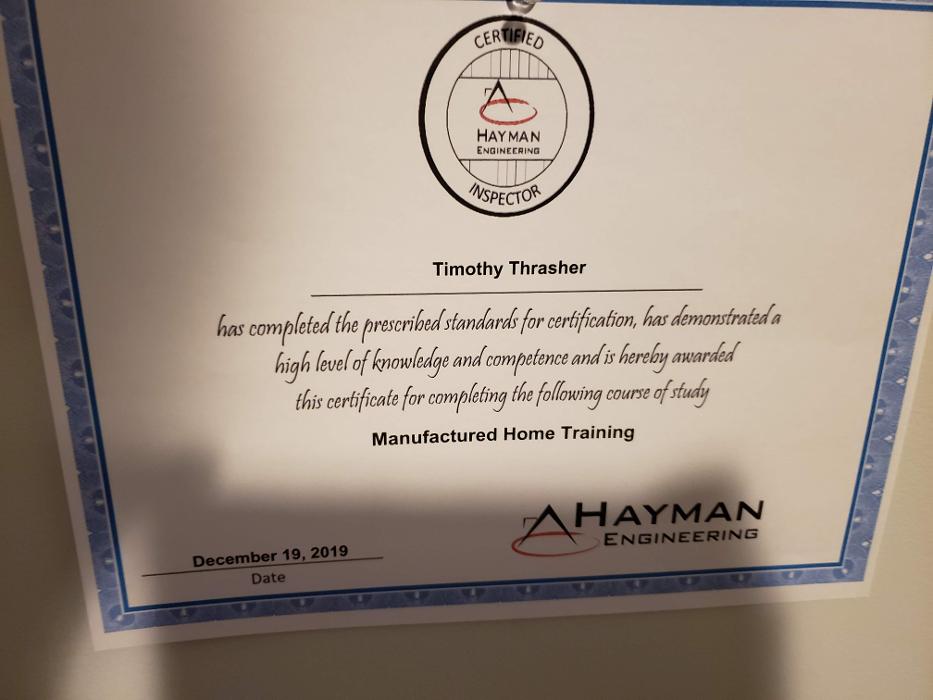 CERTIFIED
HAYMAN
ENGINEERING
INSPECTOR
Timothy Thrasher
has completed the prescribed standards for certification, has demonstrated a
high level of knowledge and competence and is hereby awarded
this certificate for completing the following course of study
Manufactured Home Training
HAYMAN
ENGINEERING
December 19, 2019
Date